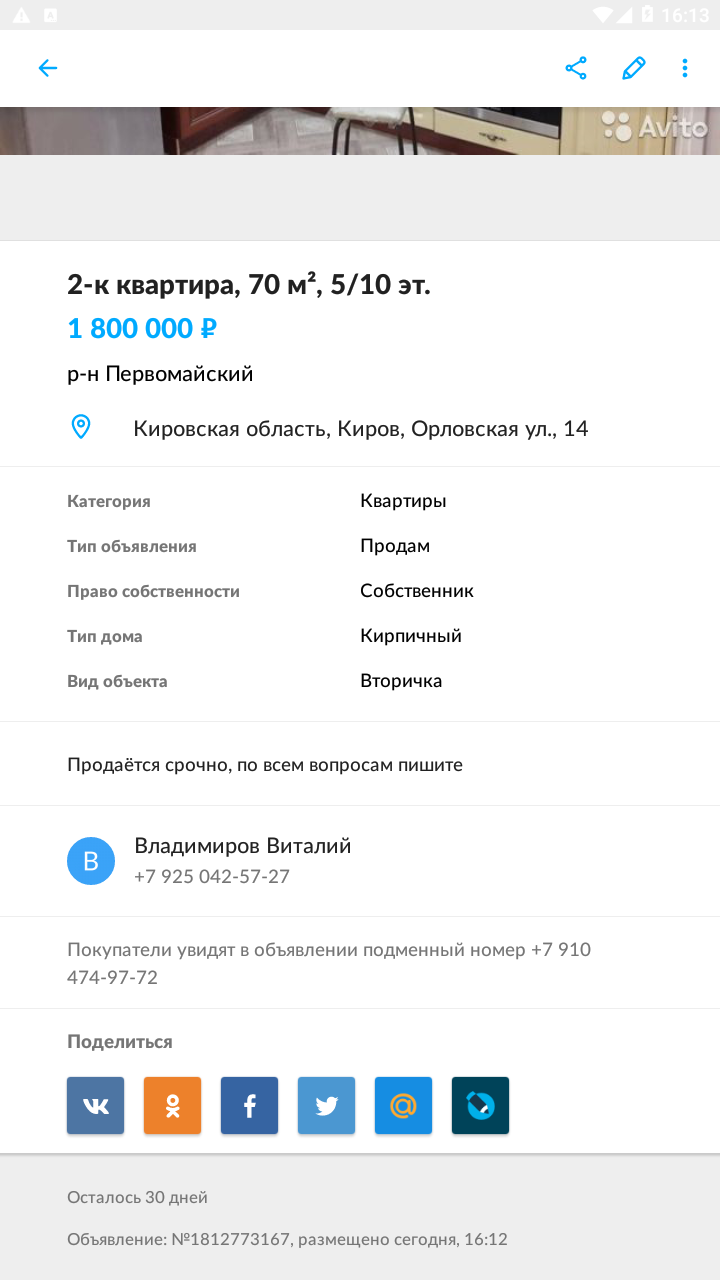 16:13
Avito
2-к квартира, 70 м², 5/10 эт.
1 800 000 ₽
р-н Первомайский
Кировская область, Киров, Орловская ул., 14
Категория Квартиры
Тип объявления Продам
Право собственности Собственник
Тип дома Кирпичный
Вид объекта Вторичка
Продаётся срочно, по всем вопросам пишите
В
Владимиров Виталий
+7 925 042-57-27
Покупатели увидят в объявлении подменный номер +7 910
474-97-72
Поделиться
Осталось 30 дней
Объявление: №1812773167, размещено сегодня, 16:12